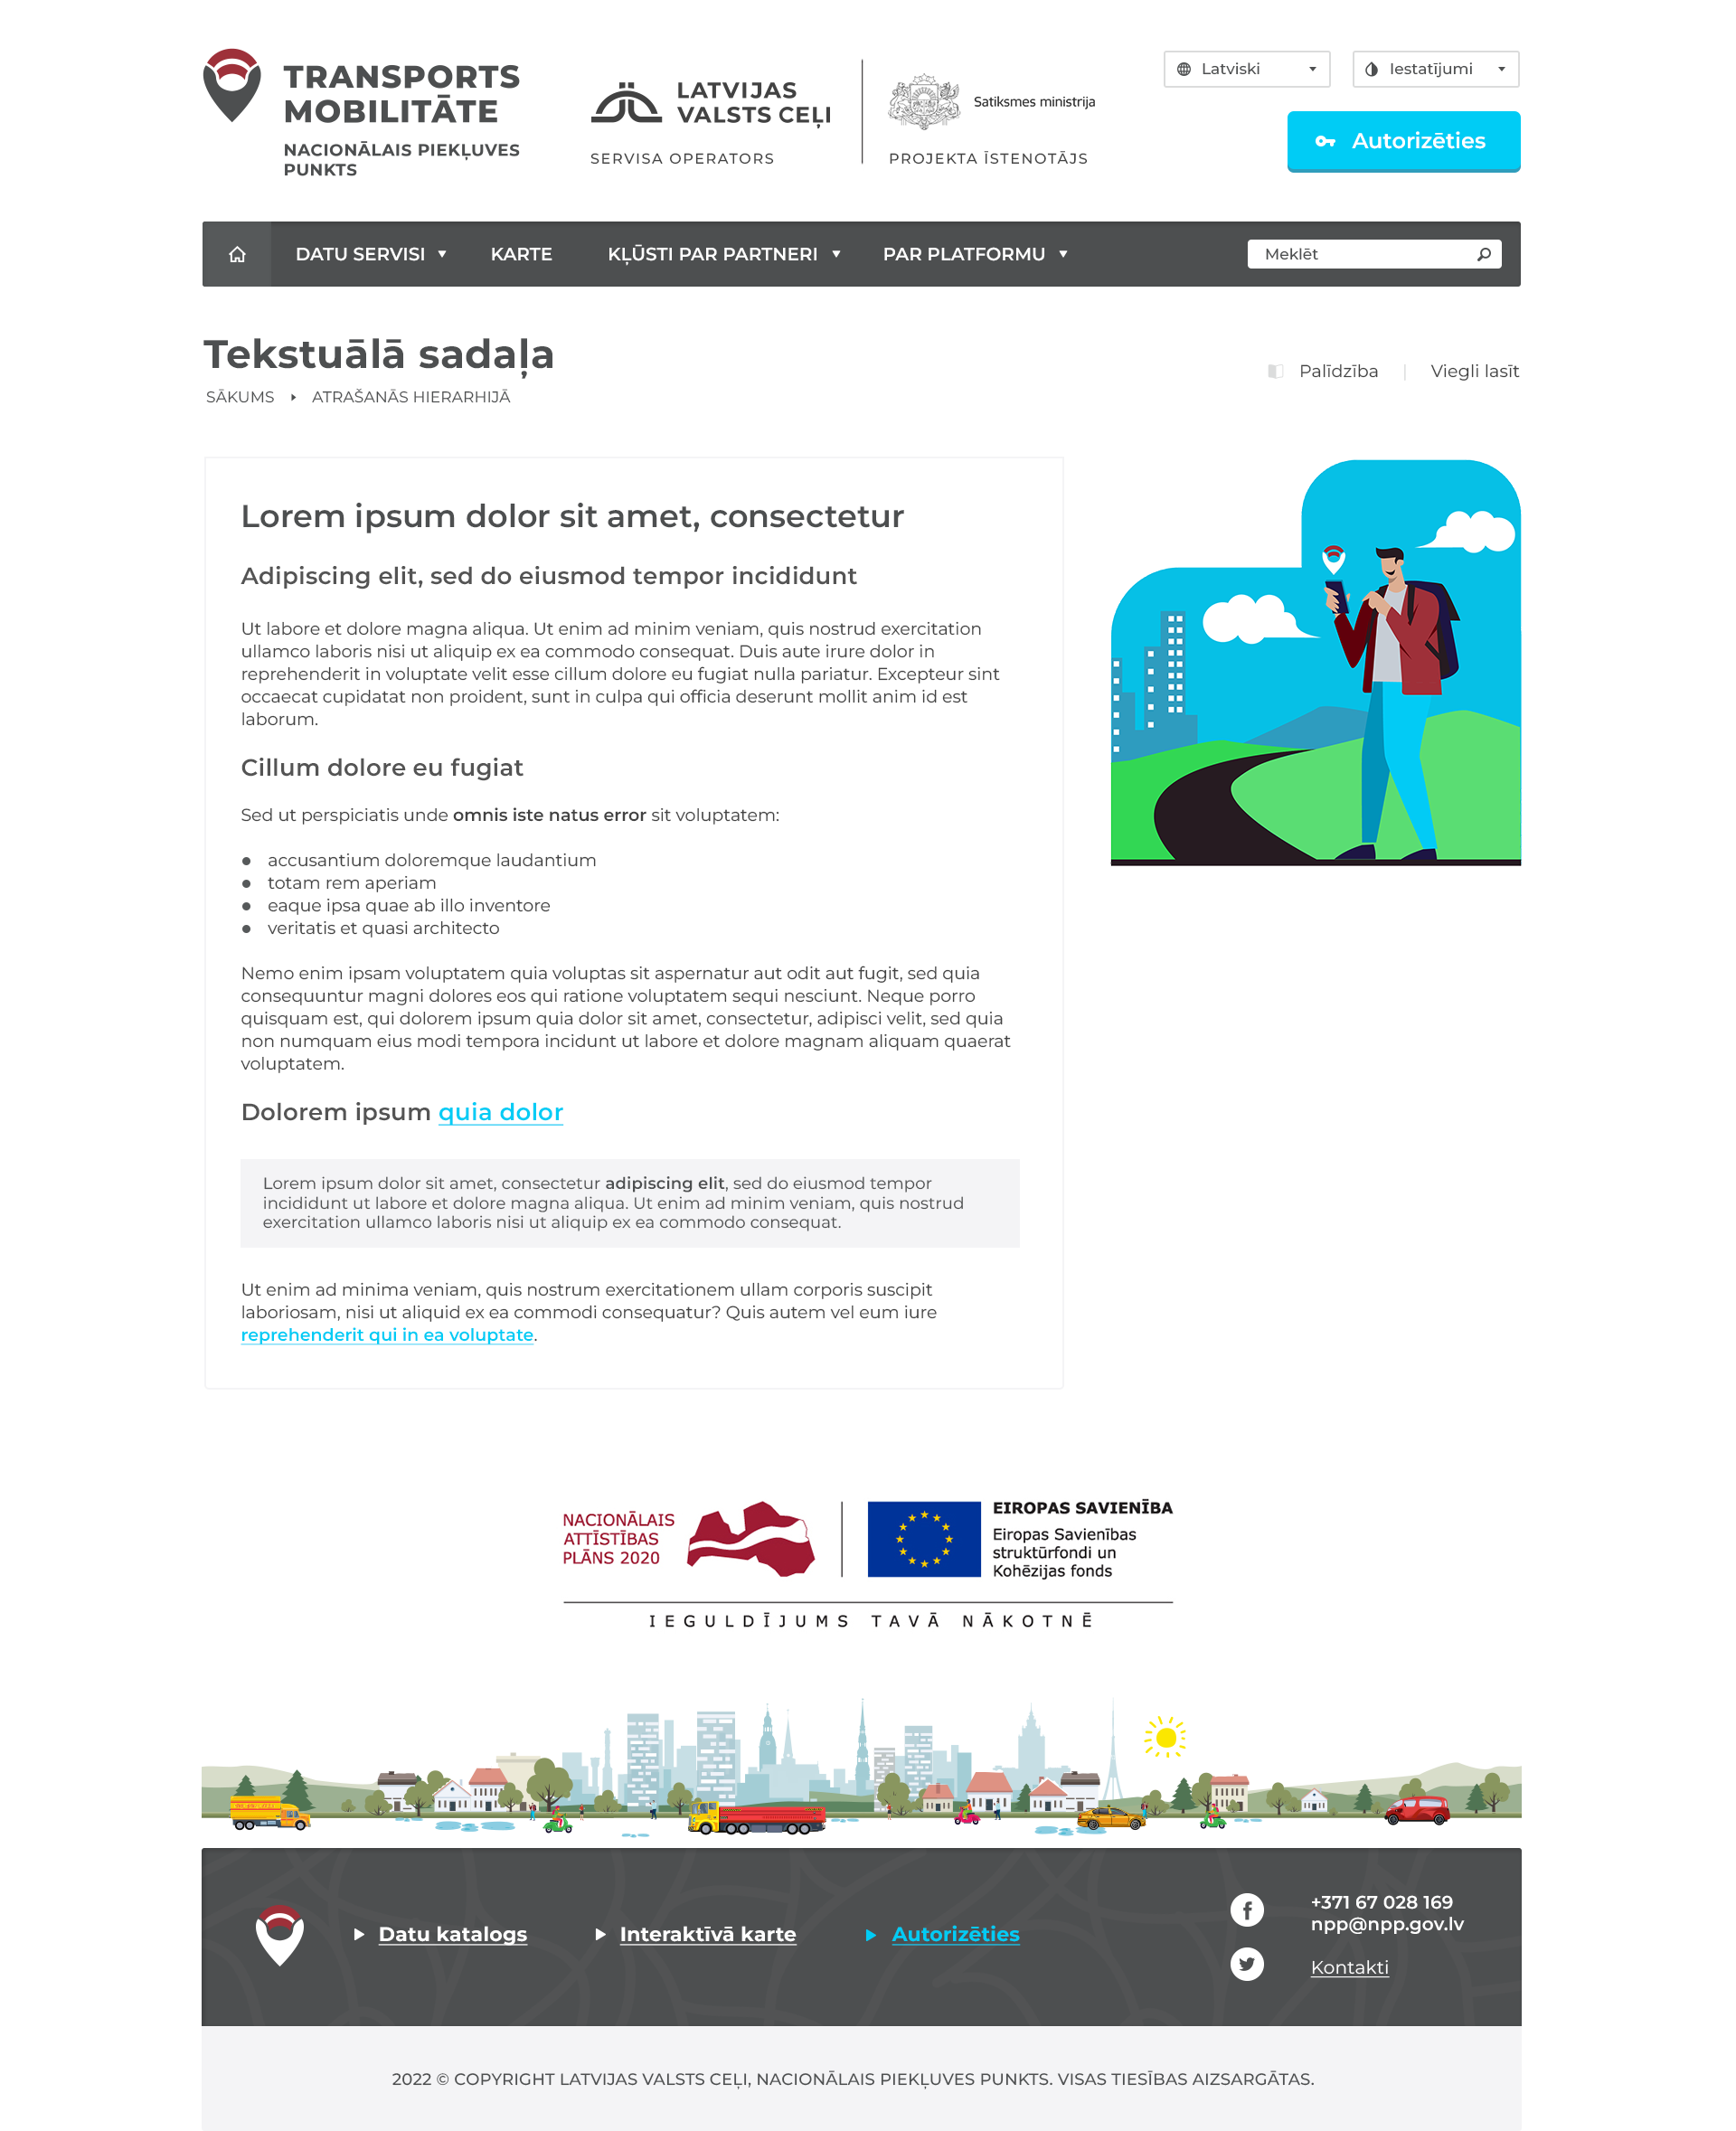 TRANSPORTS
MOBILITĀTE
NACIONĀLAIS PIEKĻUVES
PUNKTS
LATVIJAS
VALSTS CEĻI
SERVISA OPERATORS
Satiksmes ministrija
PROJEKTA ĪSTENOTĀJS
Latviski
Iestatījumi
Autorizēties
DATU SERVISI
KARTE
KĻŪSTI PAR PARTNERI
PAR PLATFORMU
Meklēt
Tekstuālā sadaļa
SĀKUMS
ATRAŠANĀS HIERARHIJĀ
Palīdzība
Viegli lasīt
Lorem ipsum dolor sit amet, consectetur
Adipiscing elit, sed do eiusmod tempor incididunt
Ut labore et dolore magna aliqua. Ut enim ad minim veniam, quis nostrud exercitation
ullamco laboris nisi ut aliquip ex ea commodo consequat. Duis aute irure dolor in
reprehenderit in voluptate velit esse cillum dolore eu fugiat nulla pariatur. Excepteur sint
occaecat cupidatat non proident, sunt in culpa qui officia deserunt mollit anim id est
laborum.
Cillum dolore eu fugiat
Sed ut perspiciatis unde omnis iste natus error sit voluptatem:
● accusantium doloremque laudantium
● totam rem aperiam
● eaque ipsa quae ab illo inventore
● veritatis et quasi architecto
Nemo enim ipsam voluptatem quia voluptas sit aspernatur aut odit aut fugit, sed quia
consequuntur magni dolores eos qui ratione voluptatem sequi nesciunt. Neque porro
quisquam est, qui dolorem ipsum quia dolor sit amet, consectetur, adipisci velit, sed quia
non numquam eius modi tempora incidunt ut labore et dolore magnam aliquam quaerat
voluptatem.
Dolorem ipsum quia dolor
Lorem ipsum dolor sit amet, consectetur adipiscing elit, sed do eiusmod tempor
incididunt ut labore et dolore magna aliqua. Ut enim ad minim veniam, quis nostrud
exercitation ullamco laboris nisi ut aliquip ex ea commodo consequat.
Ut enim ad minima veniam, quis nostrum exercitationem ullam corporis suscipit
laboriosam, nisi ut aliquid ex ea commodi consequatur? Quis autem vel eum iure
reprehenderit qui in ea voluptate.
NACIONĀLAIS
ATTĪSTĪBAS
PLĀNS 2020
EIROPAS SAVIENĪBA
Eiropas Savienības
struktūrfondi un
Kohēzijas fonds
IEGULDĪJUMS TAVĀ NĀKOTNĒ
Datu katalogs
Interaktīvā karte
Autorizēties
+371 67 028 169
npp@npp.gov.lv
Kontakti
2022 © COPYRIGHT LATVIJAS VALSTS CEĻI, NACIONĀLAIS PIEKĻUVES PUNKTS. VISAS TIESĪBAS AIZSARGĀTAS.